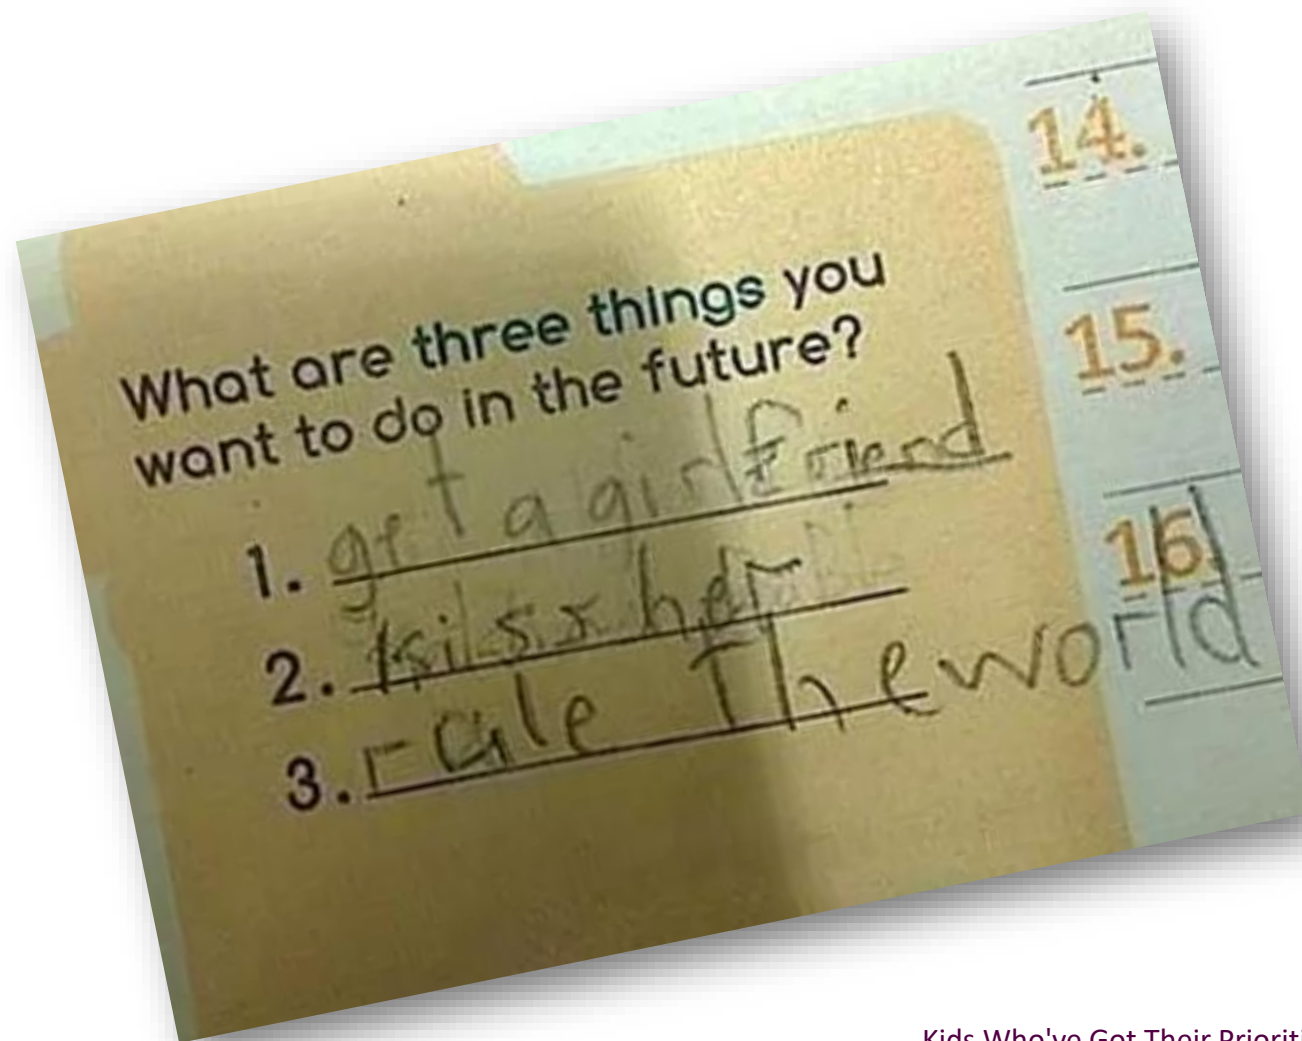 What are three things you
want to do in the future?
1. get a girlfriend
2. kiss her
3. rule the world
14.
15.
16.
Kids Who've Got Their Priorit